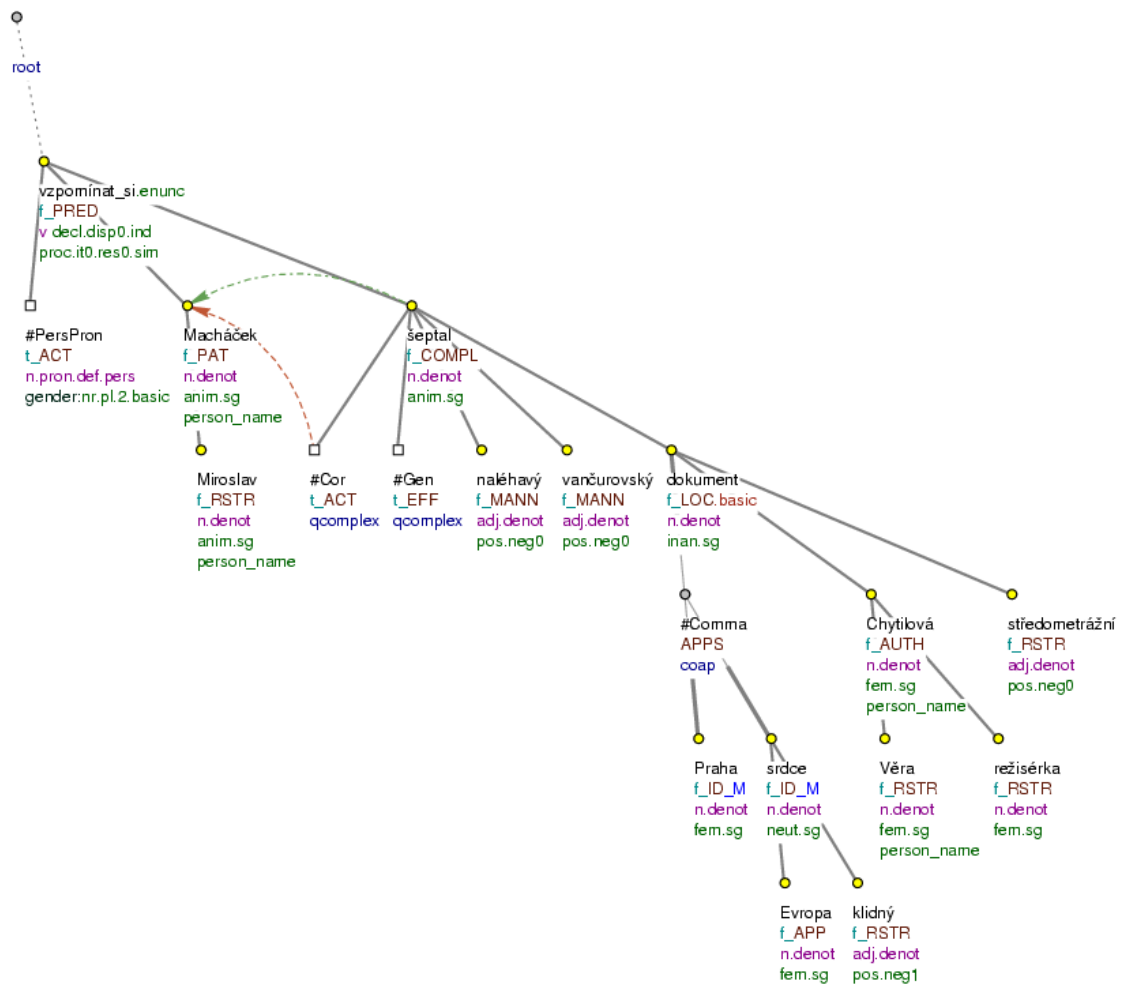 root
vzpomínat_si.enunc
f_PRED
v decl.disp0.ind
proc.it0.res0.sim
#PersPron
t_ACT
n.pron.def.pers
gender:nr.pl.2.basic
Macháček
f_PAT
n.denot
anim.sg
person_name
šeptal
f_COMPL
n.denot
anim.sg
Miroslav
f_RSTR
n.denot
anim.sg
person_name
#Cor
t_ACT
qcomplex
#Gen
t_EFF
qcomplex
naléhavý
f_MANN
adj.denot
pos.neg0
vančurovský
f_MANN
adj.denot
pos.neg0
dokument
f_LOC.basic
n.denot
inan.sg
#Comma
APPS
coap
Chytilová
f_AUTH
n.denot
fem.sg
person_name
středometrážní
f_RSTR
adj.denot
pos.neg0
Praha
f_ID_M
n.denot
fem.sg
srdce
f_ID_M
n.denot
neut.sg
Věra
f_RSTR
n.denot
fem.sg
person_name
režisérka
f_RSTR
n.denot
fem.sg
Evropa
f_APP
n.denot
fem.sg
klidný
f_RSTR
adj.denot
pos.neg1